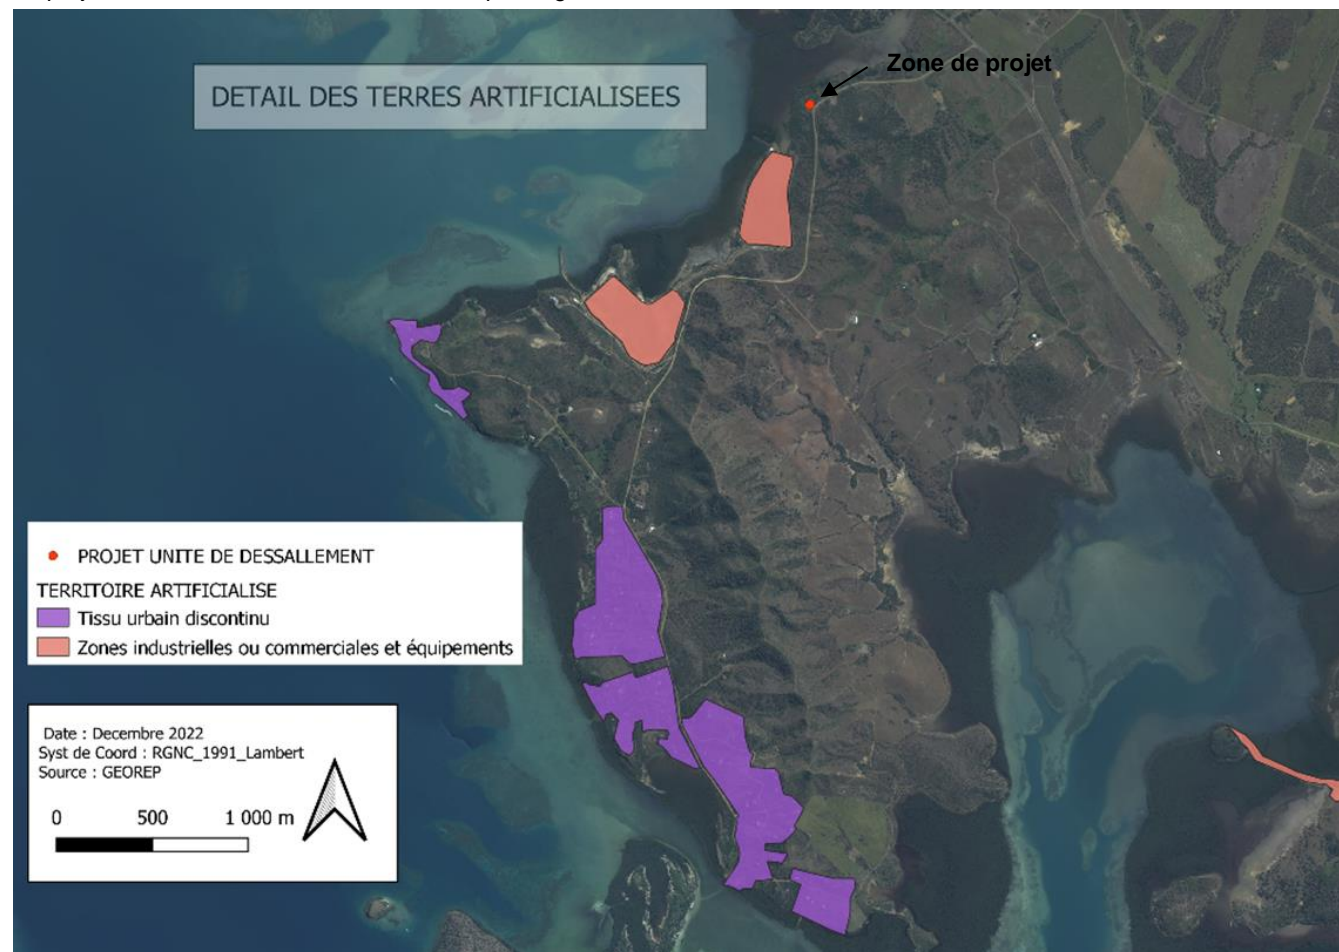 Zone de projet
DETAIL DES TERRES ARTIFICIALISEES
PROJET UNITE DE DESSALLEMENT
TERRITOIRE ARTIFICIALISE
Tissu urbain discontinu
Zones industrielles ou commerciales et équipements
Date : Decembre 2022
Syst de Coord : RGNC_1991_Lambert
Source : GEOREP
0 500 1 000 m